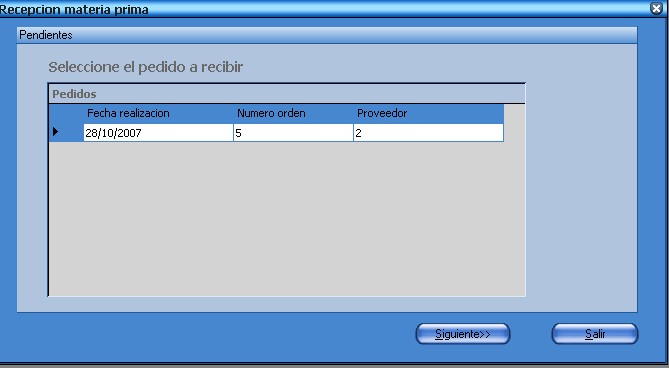 Recepcion materia prima
Pendientes
Seleccione el pedido a recibir
Pedidos
Fecha realizacion Numero orden Proveedor
28/10/2007 5 2
Siguiente>> Salir